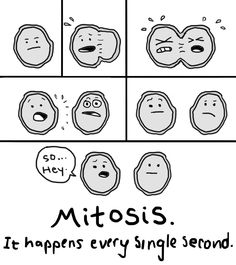 so...
Hey.
Mitosis.
It happens every single second.